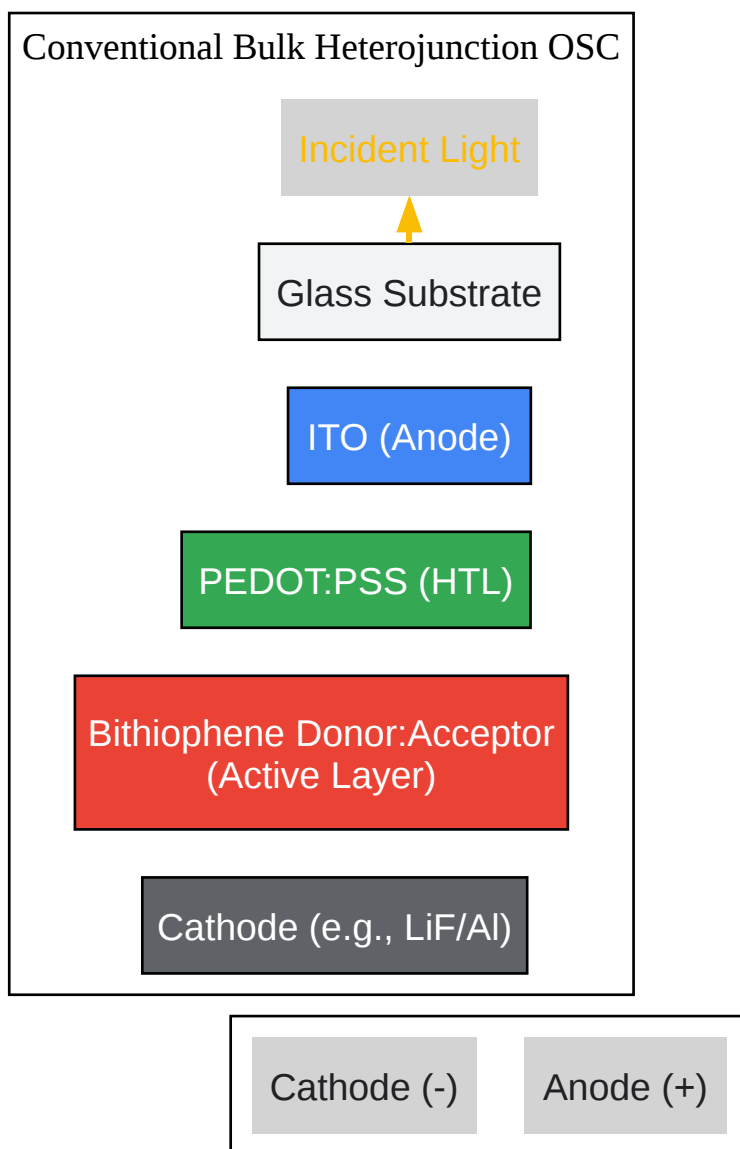 Conventional Bulk Heterojunction OSC
Incident Light
Glass Substrate
ITO (Anode)
PEDOT:PSS (HTL)
Bithiophene Donor:Acceptor
(Active Layer)
Cathode (e.g., LiF/Al)
Cathode (-)
Anode (+)